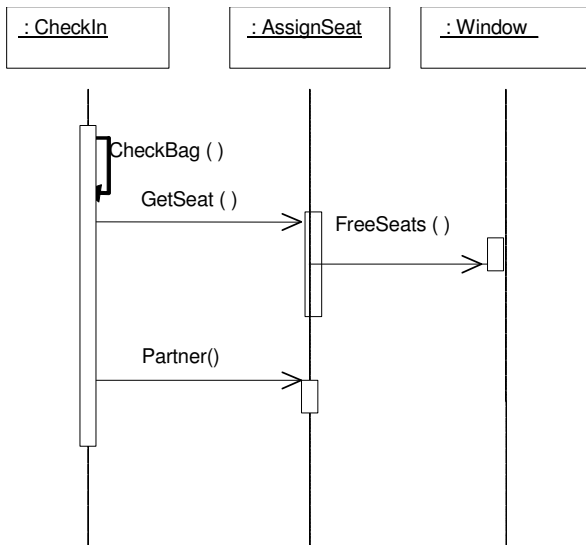 : CheckIn
: AssignSeat
: Window
CheckBag ( )
GetSeat ( )
FreeSeats ( )
Partner()